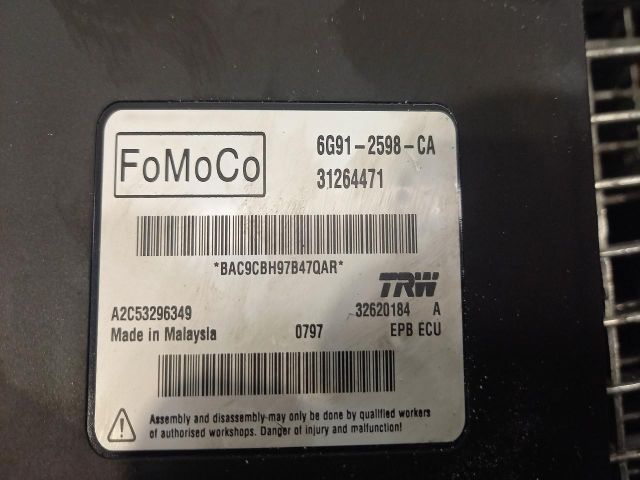 FoMoCo
6G91-2598-CA
31264471
*BAC9CBH97B47QAR*
TRW
A2C53296349
32620184 A
Made in Malaysia 0797 EPB ECU
Assembly and disassembly-may only be done by qualified workers
of authorised workshops. Danger of injury and malfunction!